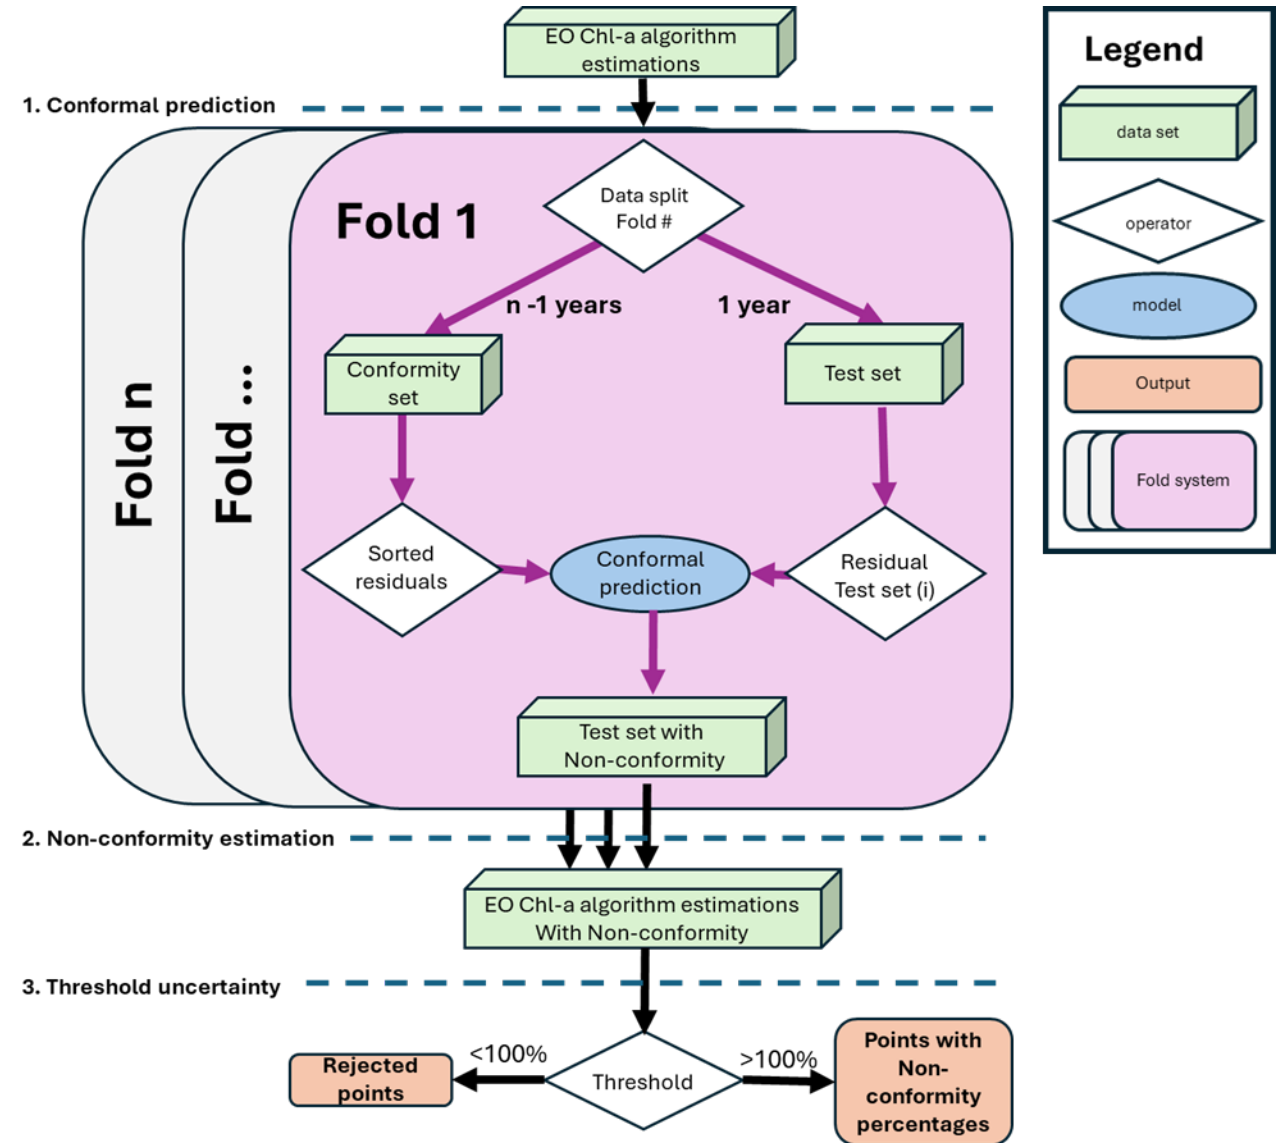 EO Chl-a algorithm
estimations
1. Conformal prediction
Fold n
Fold ...
Fold 1
Data split
Fold #
n -1 years
1 year
Conformity
set
Test set
Sorted
residuals
Conformal
prediction
Residual
Test set (i)
Test set with
Non-conformity
2. Non-conformity estimation
EO Chl-a algorithm estimations
With Non-conformity
3. Threshold uncertainty
<100%
>100%
Rejected
points
Threshold
Points with
Non-
conformity
percentages
Legend
data set
operator
model
Output
Fold system